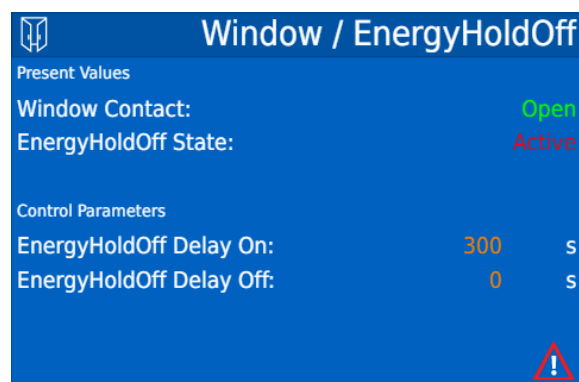 Window / EnergyHoldOff
Present Values
Window Contact: Open
EnergyHoldOff State: Active
Control Parameters
EnergyHoldOff Delay On: 300 s
EnergyHoldOff Delay Off: 0 s